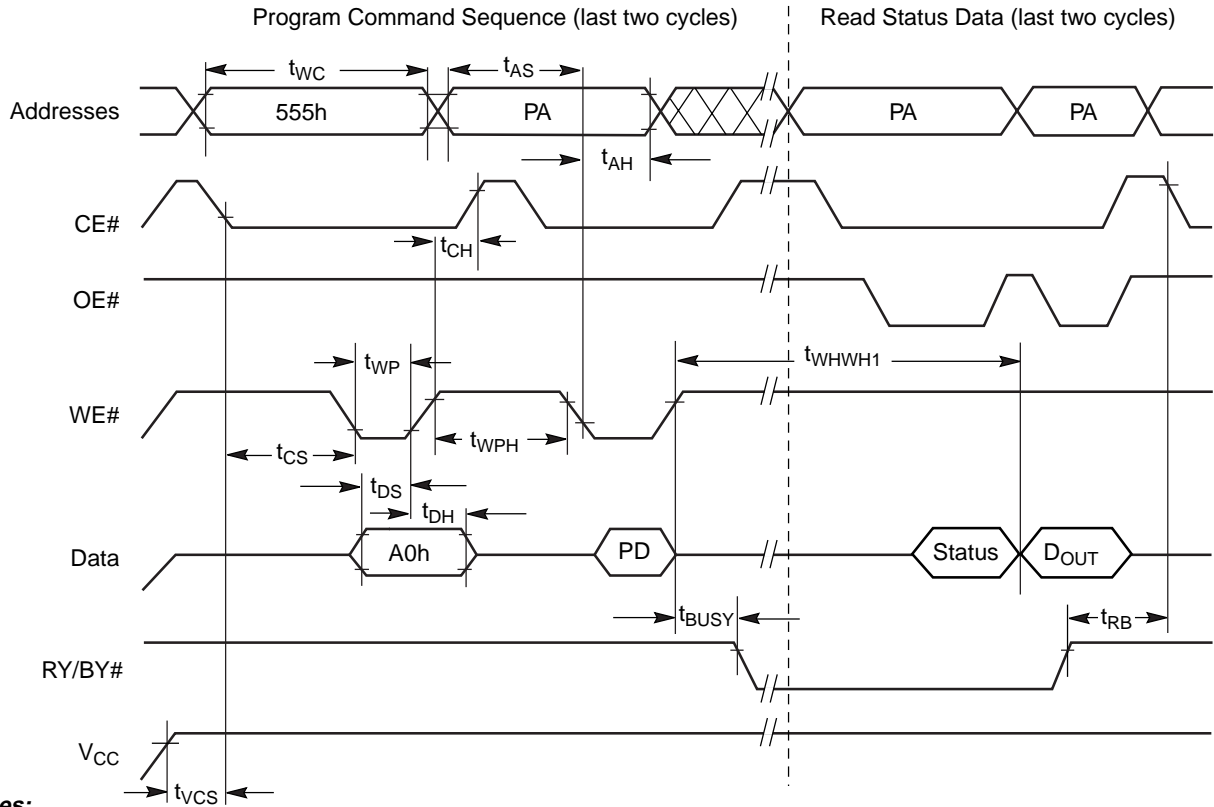 Program Command Sequence (last two cycles) Read Status Data (last two cycles)
tWC tAS
Addresses 555h PA PA PA
tAH
CE#
tCH
OE#
tWP tWHWH1
WE#
tCS tWPH
tDS
tDH
Data A0h PD Status DOUT
tBUSY tRB
RY/BY#
VCC
tVCS
es: